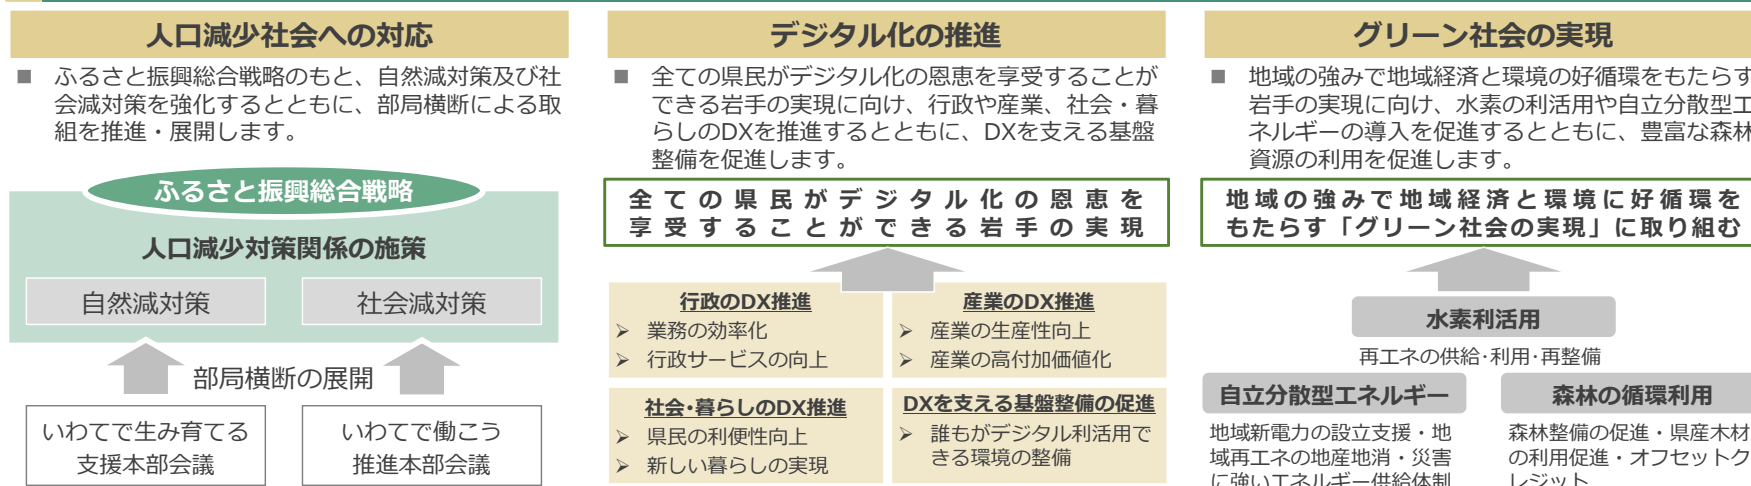 人口減少社会への対応
■ ふるさと振興総合戦略のもと、自然減対策及び社
会減対策を強化するとともに、部局横断による取
組を推進・展開します。
ふるさと振興総合戦略
人口減少対策関係の施策
自然減対策
社会減対策
部局横断の展開
いわてで生み育てる
支援本部会議
いわてで働こう
推進本部会議
デジタル化の推進
■ 全ての県民がデジタル化の恩恵を享受することが
できる岩手の実現に向け、行政や産業、社会・暮
らしのDXを推進するとともに、DXを支える基盤
整備を促進します。
全ての県民がデジタル化の恩恵を
享受することができる岩手の実現
行政のDX推進
➢ 業務の効率化
➢ 行政サービスの向上
産業のDX推進
➢ 産業の生産性向上
➢ 産業の高付加価値化
社会・暮らしのDX推進
➢ 県民の利便性向上
➢ 新しい暮らしの実現
DXを支える基盤整備の促進
➢ 誰もがデジタル利活用で
きる環境の整備
グリーン社会の実現
■ 地域の強みで地域経済と環境の好循環をもたらす
岩手の実現に向け、水素の利活用や自立分散型エ
ネルギーの導入を促進するとともに、豊富な森林
資源の利用を促進します。
地域の強みで地域経済と環境に好循環を
もたらす「グリーン社会の実現」に取り組む
水素利活用
再エネの供給・利用・再整備
自立分散型エネルギー
地域新電力の設立支援・地
域再エネの地産地消・災害
に強いエネルギー供給体制
森林の循環利用
森林整備の促進・県産木材
の利用促進・オフセットク
レジット